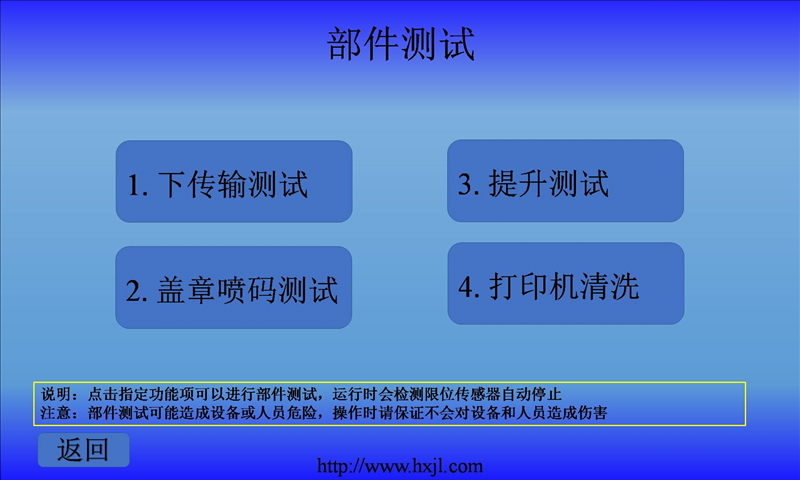 部件测试
1. 下传输测试
3. 提升测试
2. 盖章喷码测试
4. 打印机清洗
说明：点击指定功能项可以进行部件测试，运行时会检测限位传感器自动停止
注意：部件测试可能造成设备或人员危险，操作时请保证不会对设备和人员造成伤害
返回
http://www.hxjl.com